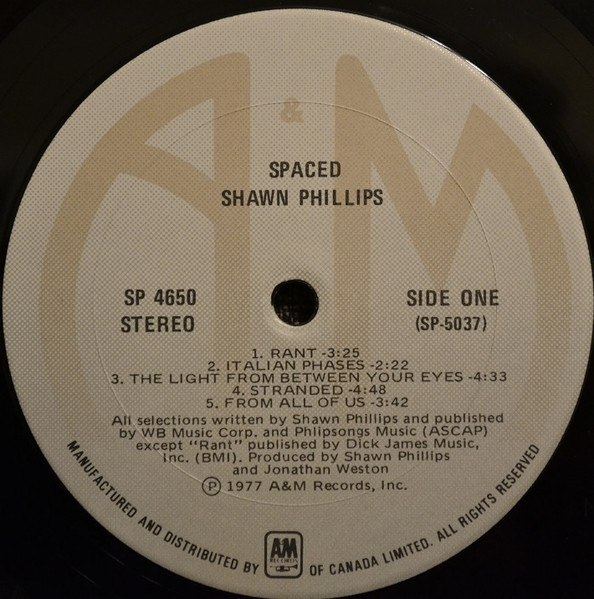 A & M
SPACED
SHAWN PHILLIPS
SP 4650
STEREO
SIDE ONE
(SP-5037)
1. RANT -3:25
2. ITALIAN PHASES -2:22
3. THE LIGHT FROM BETWEEN YOUR EYES -4:33
4. STRANDED -4:48
5. FROM ALL OF US -3:42
All selections written by Shawn Phillips and published
by WB Music Corp. and Phlipsongs Music (ASCAP)
except "Rant" published by Dick James Music,
Inc. (BMI). Produced by Shawn Phillips
and Jonathan Weston
Ⓟ 1977 A&M Records, Inc.
MANUFACTURED AND DISTRIBUTED BY AM RECORDS OF CANADA LIMITED. ALL RIGHTS RESERVED